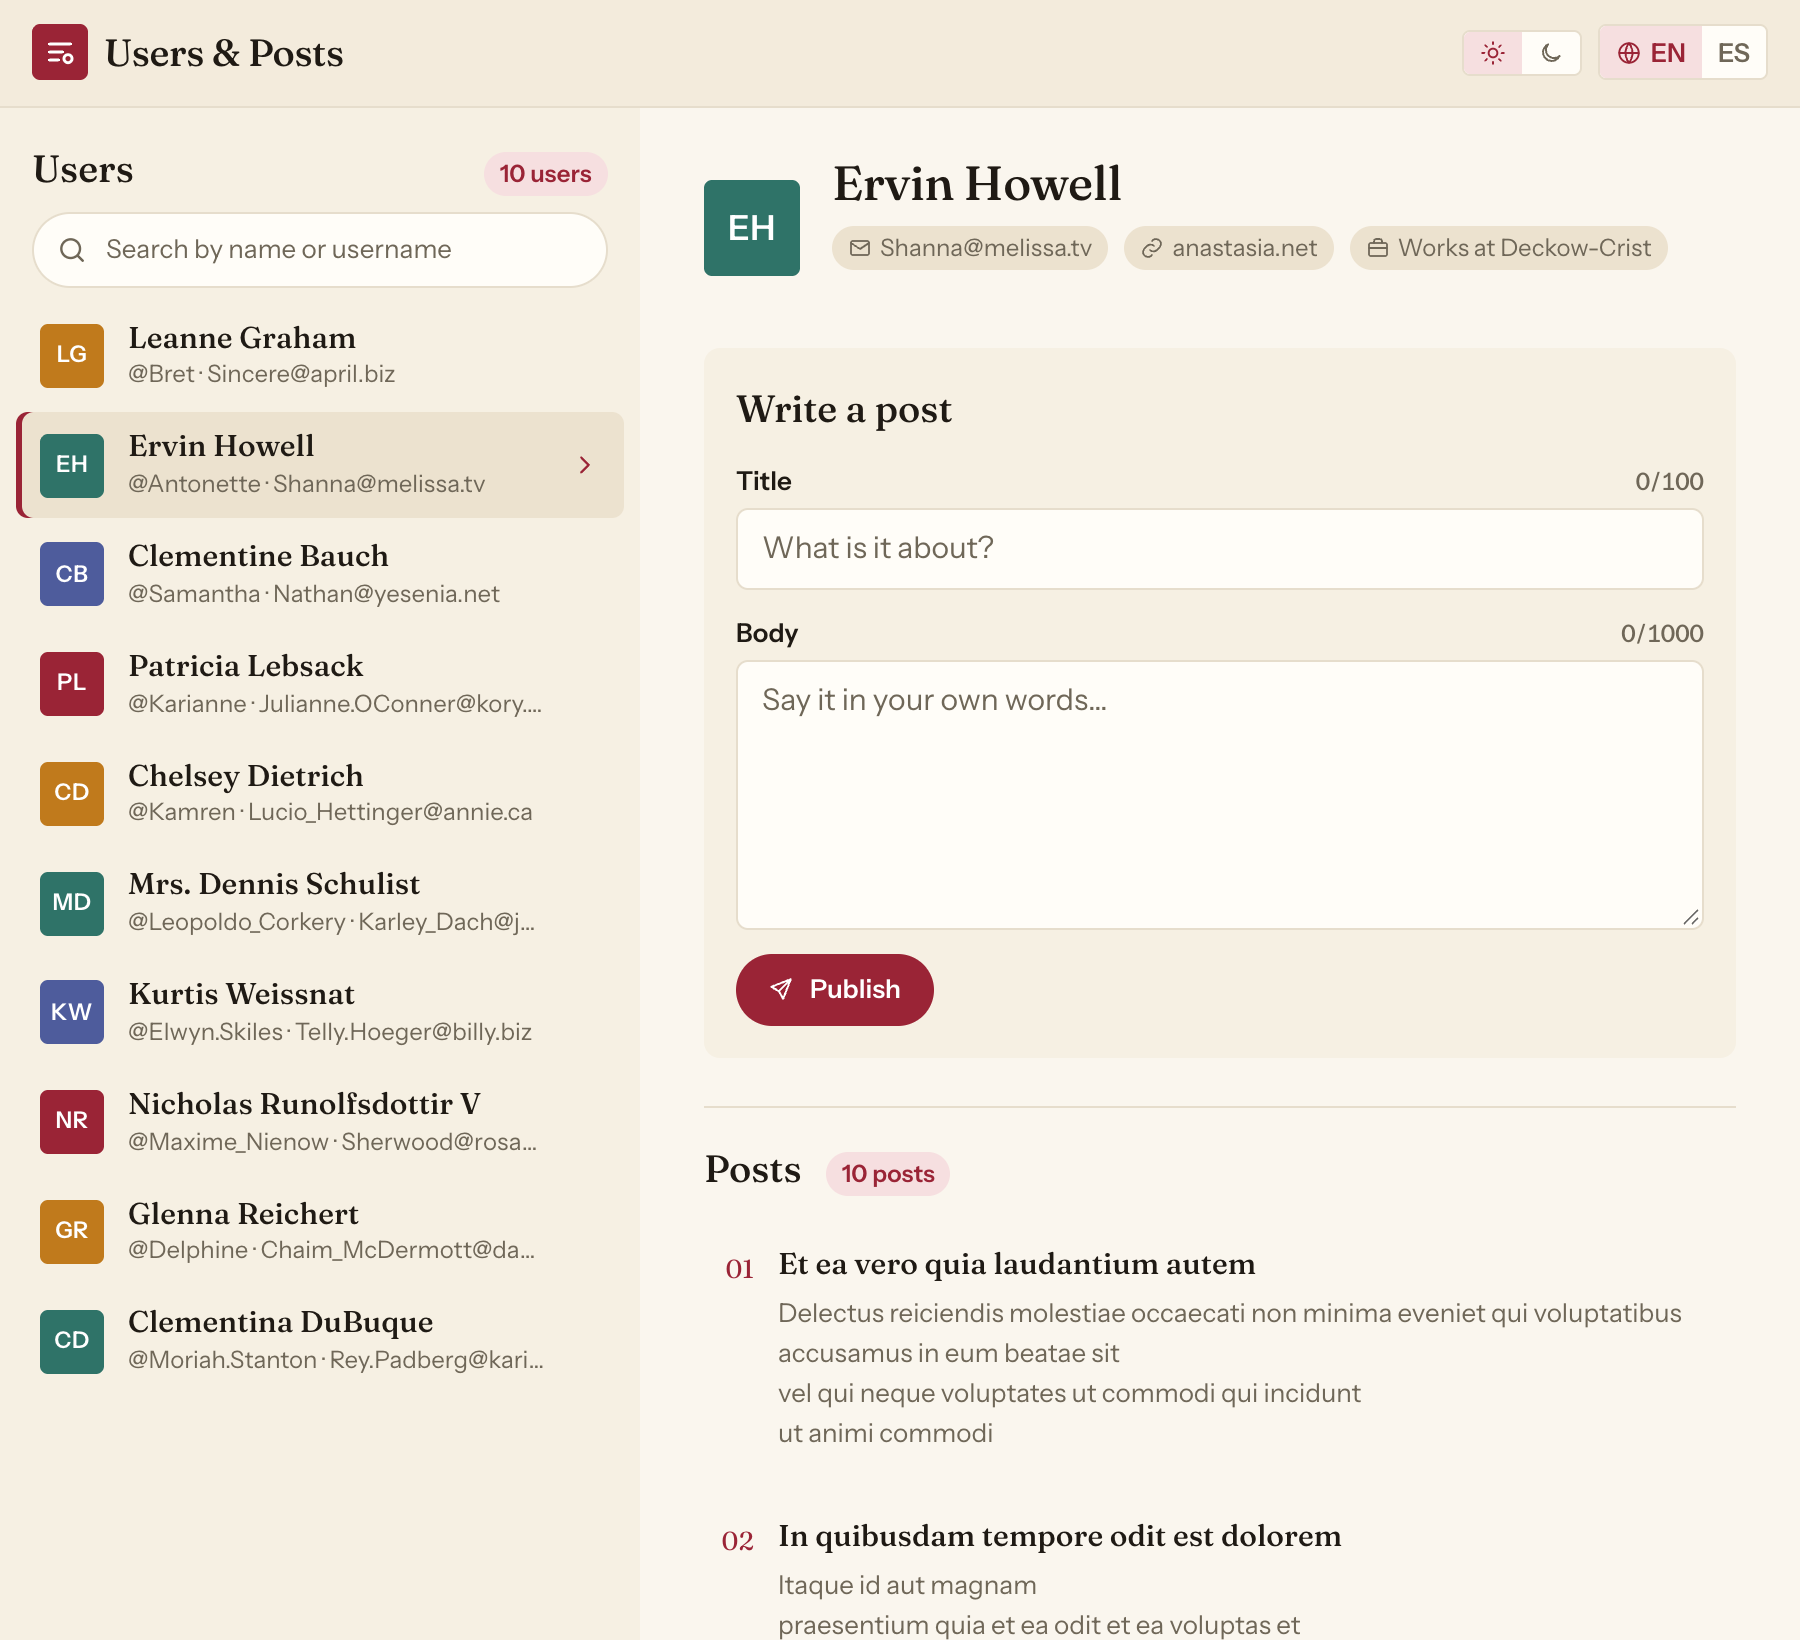 Users & Posts
EN
ES
Users
10 users
Search by name or username
LG
Leanne Graham
@Bret · Sincere@april.biz
EH
Ervin Howell
@Antonette · Shanna@melissa.tv
CB
Clementine Bauch
@Samantha · Nathan@yesenia.net
PL
Patricia Lebsack
@Karianne · Julianne.OConner@kory....
CD
Chelsey Dietrich
@Kamren · Lucio_Hettinger@annie.ca
MD
Mrs. Dennis Schulist
@Leopoldo_Corkery · Karley_Dach@j...
KW
Kurtis Weissnat
@Elwyn.Skiles · Telly.Hoeger@billy.biz
NR
Nicholas Runolfsdottir V
@Maxime_Nienow · Sherwood@rosa...
GR
Glenna Reichert
@Delphine · Chaim_McDermott@da...
CD
Clementina DuBuque
@Moriah.Stanton · Rey.Padberg@kari...
EH
Ervin Howell
Shanna@melissa.tv
anastasia.net
Works at Deckow-Crist
Write a post
Title
0/100
What is it about?
Body
0/1000
Say it in your own words...
Publish
Posts
10 posts
01
Et ea vero quia laudantium autem
Delectus reiciendis molestiae occaecati non minima eveniet qui voluptatibus
accusamus in eum beatae sit
vel qui neque voluptates ut commodi qui incidunt
ut animi commodi
02
In quibusdam tempore odit est dolorem
Itaque id aut magnam
praesentium quia et ea odit et ea voluptas et